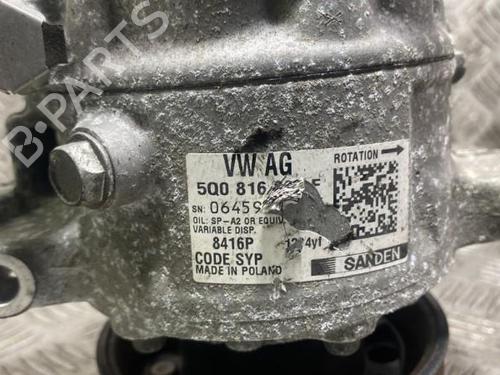 VW AG
ROTATION
5Q0 816
SN: 06459
OIL: SP-A2 OR EQUIV
VARIABLE DISP.
8416P
CODE SYP
MADE IN POLAND
SANDEN
B-PARTS